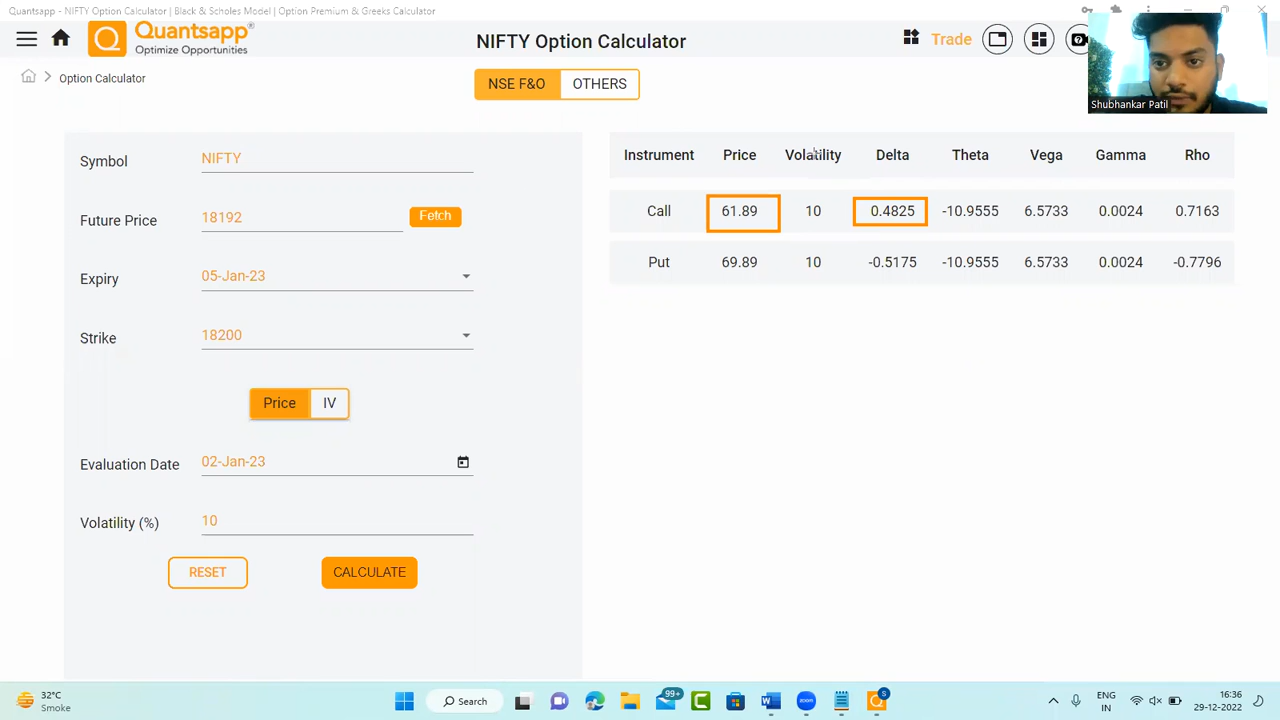 Quantsapp - NIFTY Option Calculator | Black & Scholes Model | Option Premium & Greeks Calculator
Quantsapp
Optimize Opportunities
NIFTY Option Calculator
Trade
Shubhankar Patil
Option Calculator
NSE F&O OTHERS
Symbol NIFTY
Future Price 18192 Fetch
Expiry 05-Jan-23
Strike 18200
Price IV
Evaluation Date 02-Jan-23
Volatility (%) 10
RESET CALCULATE
Instrument Price Volatility Delta Theta Vega Gamma Rho
Call 61.89 10 0.4825 -10.9555 6.5733 0.0024 0.7163
Put 69.89 10 -0.5175 -10.9555 6.5733 0.0024 -0.7796
32°C
Smoke
Search
99+
zoom
5
ENG
IN
16:36
29-12-2022